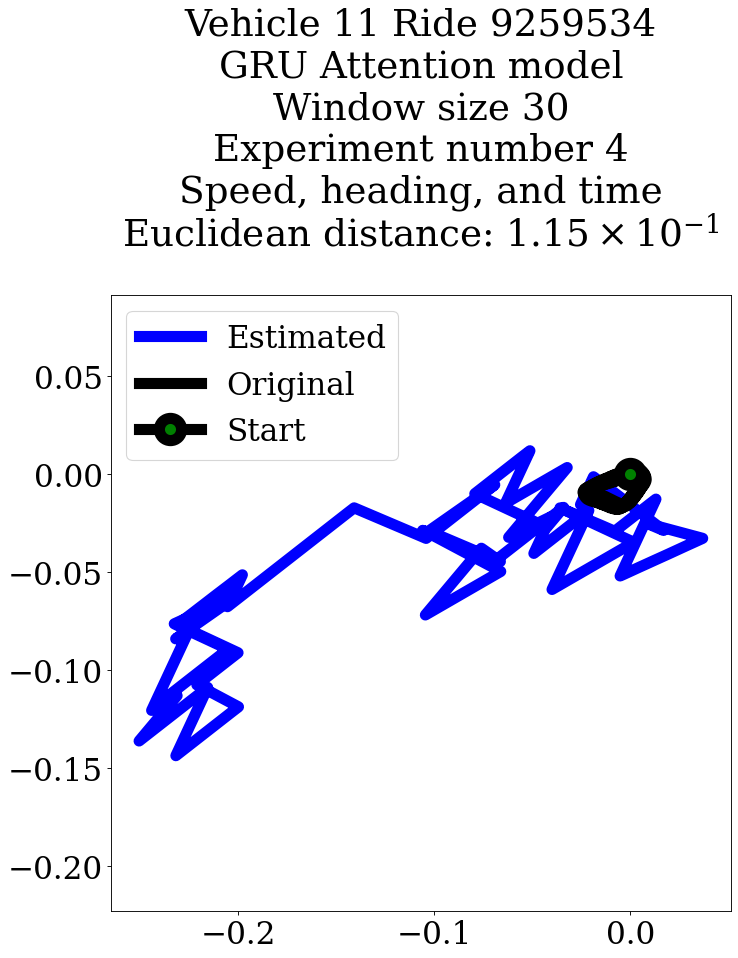 Vehicle 11 Ride 9259534
GRU Attention model
Window size 30
Experiment number 4
Speed, heading, and time
Euclidean distance: 1.15 × 10⁻¹
Estimated
Original
Start
0.05
0.00
−0.05
−0.10
−0.15
−0.20
−0.2 −0.1 0.0